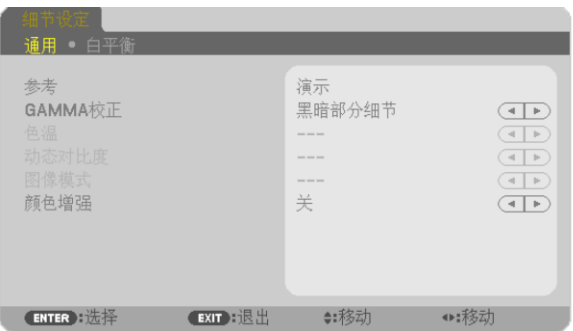 细节设定
通用 • 白平衡
参考 演示
GAMMA校正 黑暗部分细节
色温 ---
动态对比度 ---
图像模式 ---
颜色增强 关
ENTER:选择 EXIT:退出 :移动 :移动